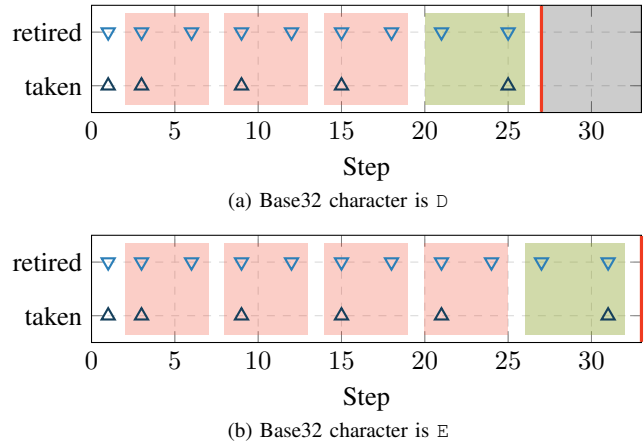 retired
taken
0 5 10 15 20 25 30
Step
(a) Base32 character is D
retired
taken
0 5 10 15 20 25 30
Step
(b) Base32 character is E